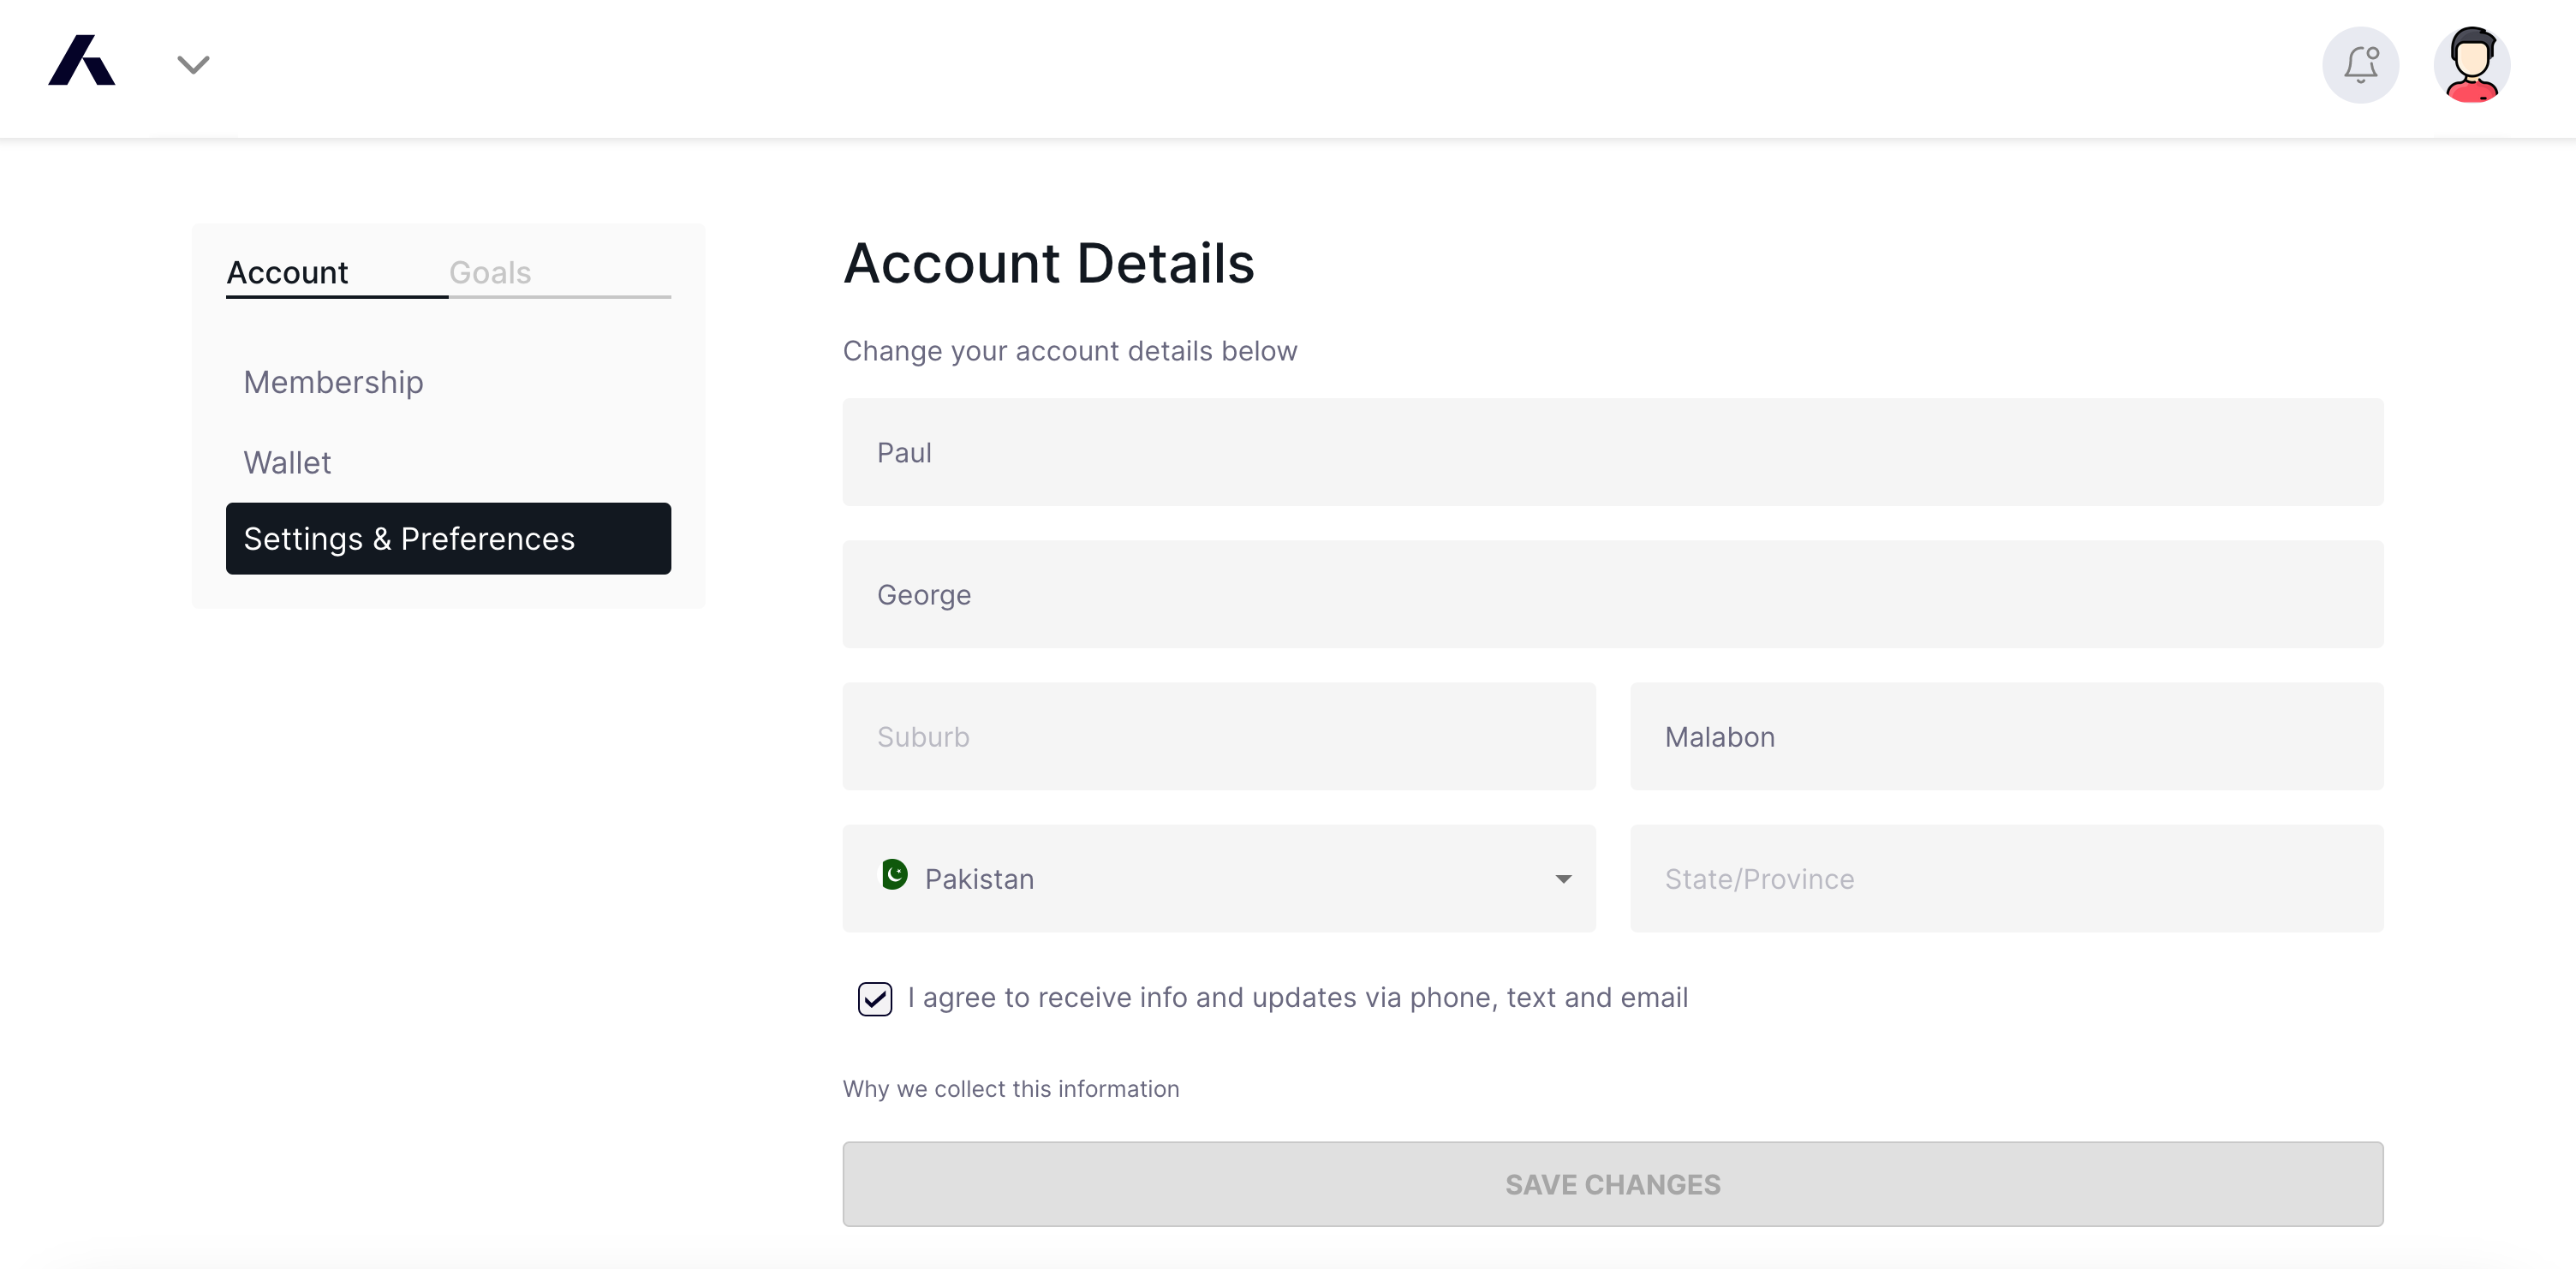 Account Goals
Membership
Wallet
Settings & Preferences
Account Details
Change your account details below
Paul
George
Suburb
Malabon
Pakistan
State/Province
I agree to receive info and updates via phone, text and email
Why we collect this information
SAVE CHANGES